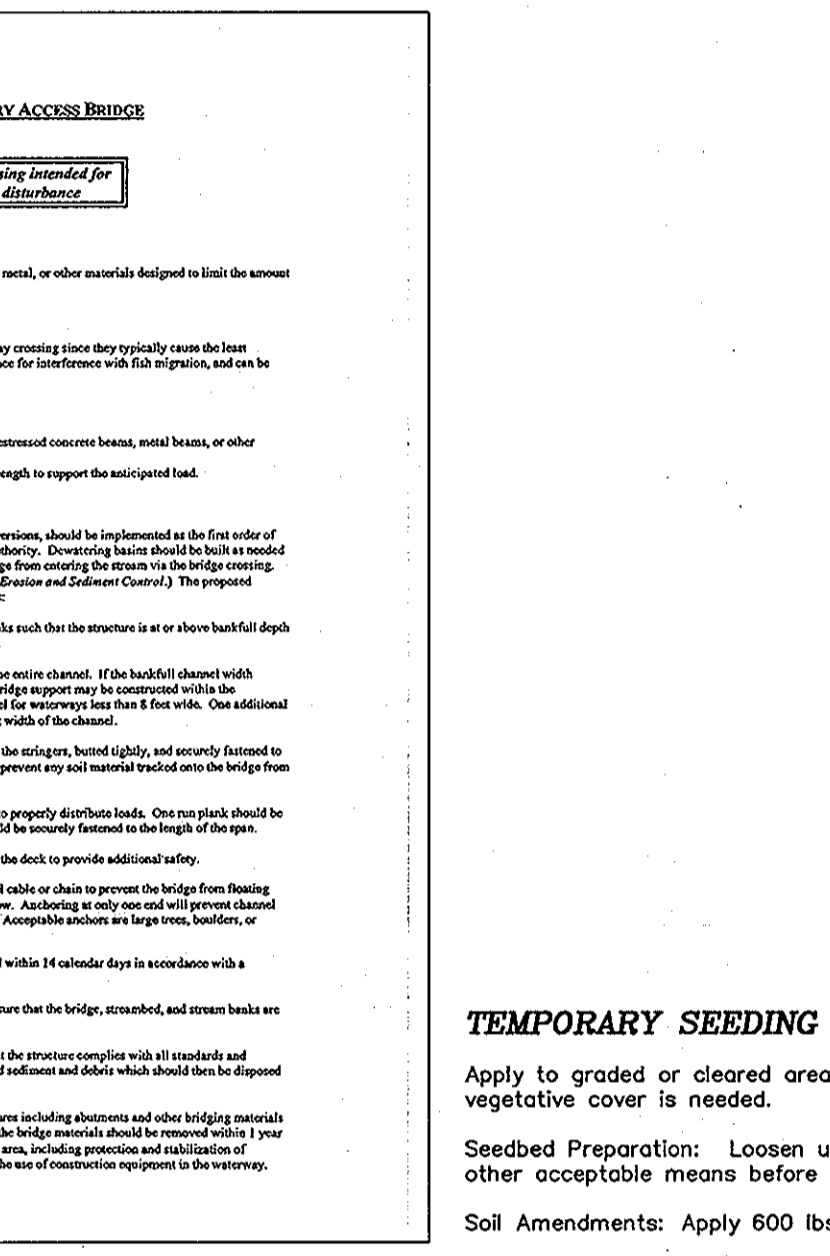 RY ACCESS BRIDGE
sing intended for
disturbance
metal, or other materials designed to limit the amount
ay crossing since they typically cause the least
nce for interference with fish migration, and can be
estressed concrete beams, metal beams, or other
ength to support the anticipated load.
versions, should be implemented as the first order of
thority. Dewatering basins should be built as needed
ge from entering the stream via the bridge crossing.
Erosion and Sediment Control.) The proposed
:
ks such that the structure is at or above bankfull depth
.
he entire channel. If the bankfull channel width
ridge support may be constructed within the
el for waterways less than 8 feet wide. One additional
g width of the channel.
the stringers, butted tightly, and securely fastened to
prevent any soil material tracked onto the bridge from
to properly distribute loads. One run plank should be
ld be securely fastened to the length of the span.
the deck to provide additional safety.
l cable or chain to prevent the bridge from floating
ow. Anchoring at only one end will prevent channel
Acceptable anchors are large trees, boulders, or
d within 14 calendar days in accordance with a
sure that the bridge, streambed, and stream banks are
t the structure complies with all standards and
d sediment and debris which should then be disposed
ures including abutments and other bridging materials
the bridge materials should be removed within 1 year
area, including protection and stabilization of
he use of construction equipment in the waterway.
TEMPORARY SEEDING
Apply to graded or cleared area
vegetative cover is needed.
Seedbed Preparation: Loosen u
other acceptable means before
Soil Amendments: Apply 600 lbs